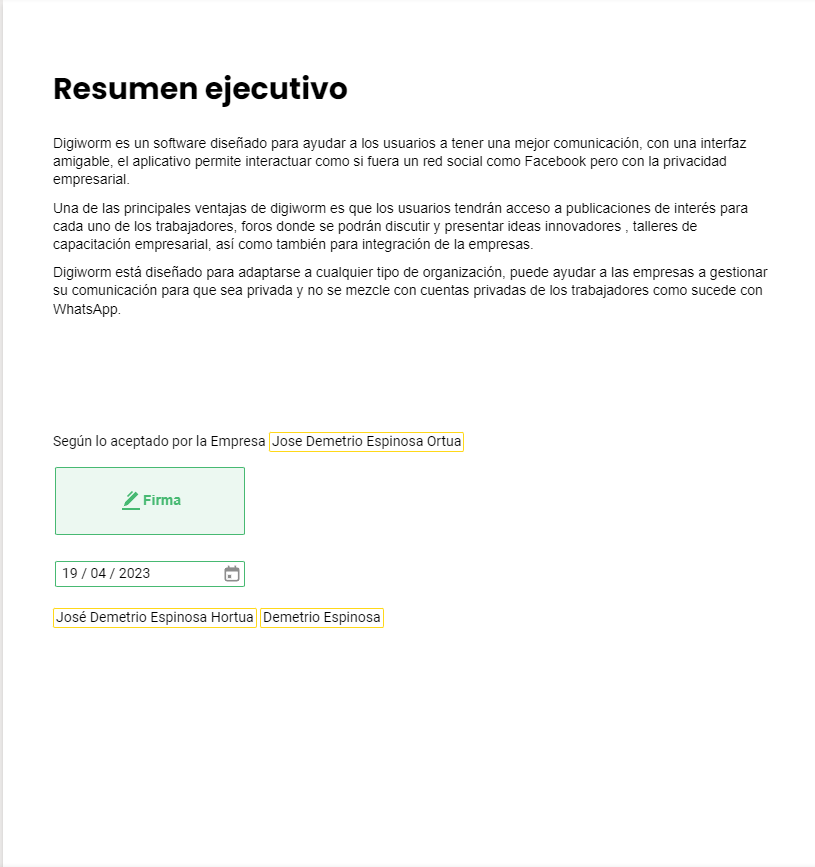 Resumen ejecutivo
Digiworm es un software diseñado para ayudar a los usuarios a tener una mejor comunicación, con una interfaz
amigable, el aplicativo permite interactuar como si fuera un red social como Facebook pero con la privacidad
empresarial.
Una de las principales ventajas de digiworm es que los usuarios tendrán acceso a publicaciones de interés para
cada uno de los trabajadores, foros donde se podrán discutir y presentar ideas innovadores , talleres de
capacitación empresarial, así como también para integración de la empresas.
Digiworm está diseñado para adaptarse a cualquier tipo de organización, puede ayudar a las empresas a gestionar
su comunicación para que sea privada y no se mezcle con cuentas privadas de los trabajadores como sucede con
WhatsApp.
Según lo aceptado por la Empresa Jose Demetrio Espinosa Ortua
Firma
19 / 04 / 2023
José Demetrio Espinosa Hortua Demetrio Espinosa